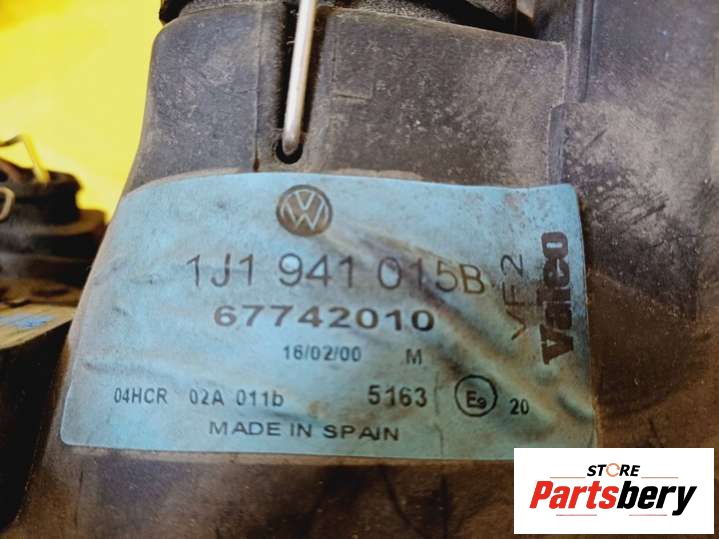 1J1 941 015B
67742010
16/02/00 M
04HCR 02A 011b 5163 E9 20
MADE IN SPAIN
VF2
Valeo
STORE
Partsbery